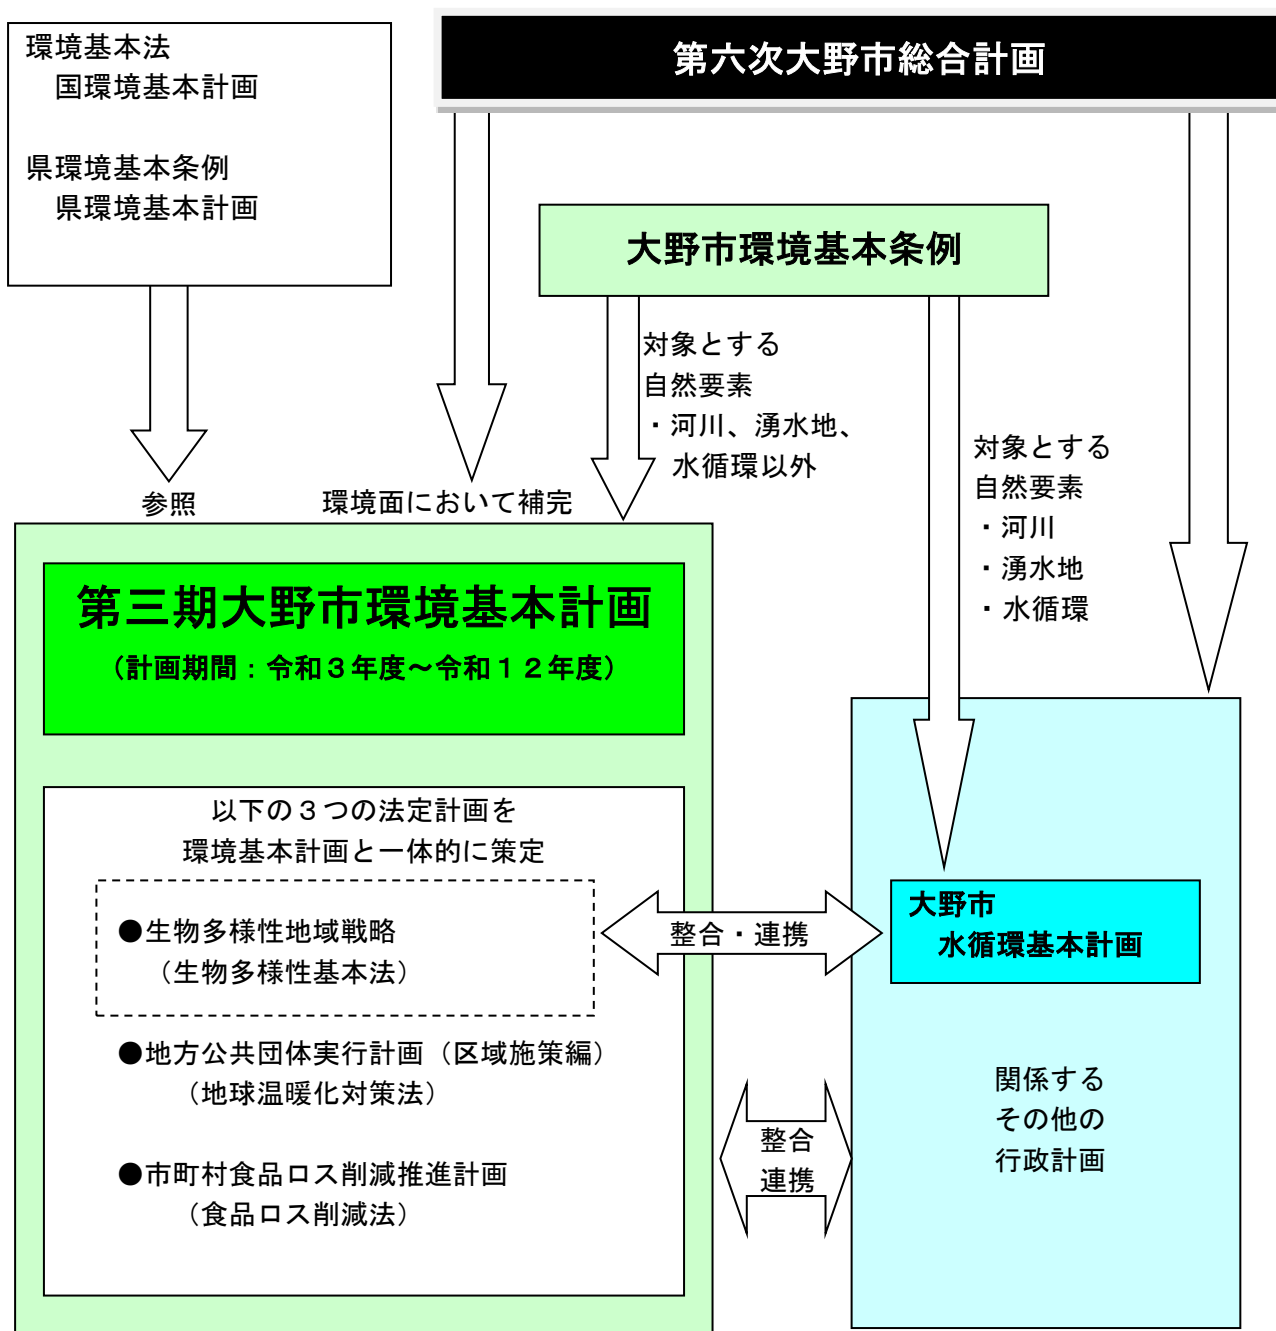 環境基本法
国環境基本計画
県環境基本条例
県環境基本計画
第六次大野市総合計画
大野市環境基本条例
対象とする
自然要素
・河川、湧水地、
水循環以外
対象とする
自然要素
・河川
・湧水地
・水循環
参照
環境面において補完
第三期大野市環境基本計画
（計画期間：令和３年度～令和１２年度）
以下の３つの法定計画を
環境基本計画と一体的に策定
●生物多様性地域戦略
（生物多様性基本法）
●地方公共団体実行計画（区域施策編）
（地球温暖化対策法）
●市町村食品ロス削減推進計画
（食品ロス削減法）
整合・連携
整合
連携
大野市
水循環基本計画
関係する
その他の
行政計画